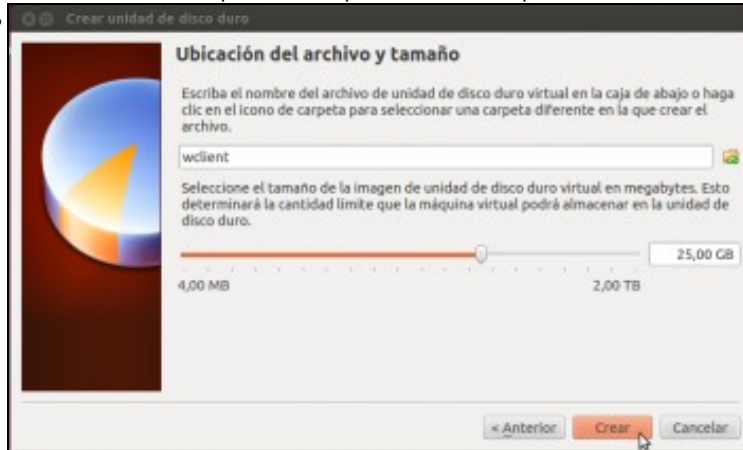 Crear unidad de disco duro
Ubicación del archivo y tamaño
Escriba el nombre del archivo de unidad de disco duro virtual en la caja de abajo o haga
clic en el icono de carpeta para seleccionar una carpeta diferente en la que crear el
archivo.
wclient
Seleccione el tamaño de la imagen de unidad de disco duro virtual en megabytes. Esto
determinará la cantidad límite que la máquina virtual podrá almacenar en la unidad de
disco duro.
25,00 GB
4,00 MB 2,00 TB
< Anterior Crear Cancelar